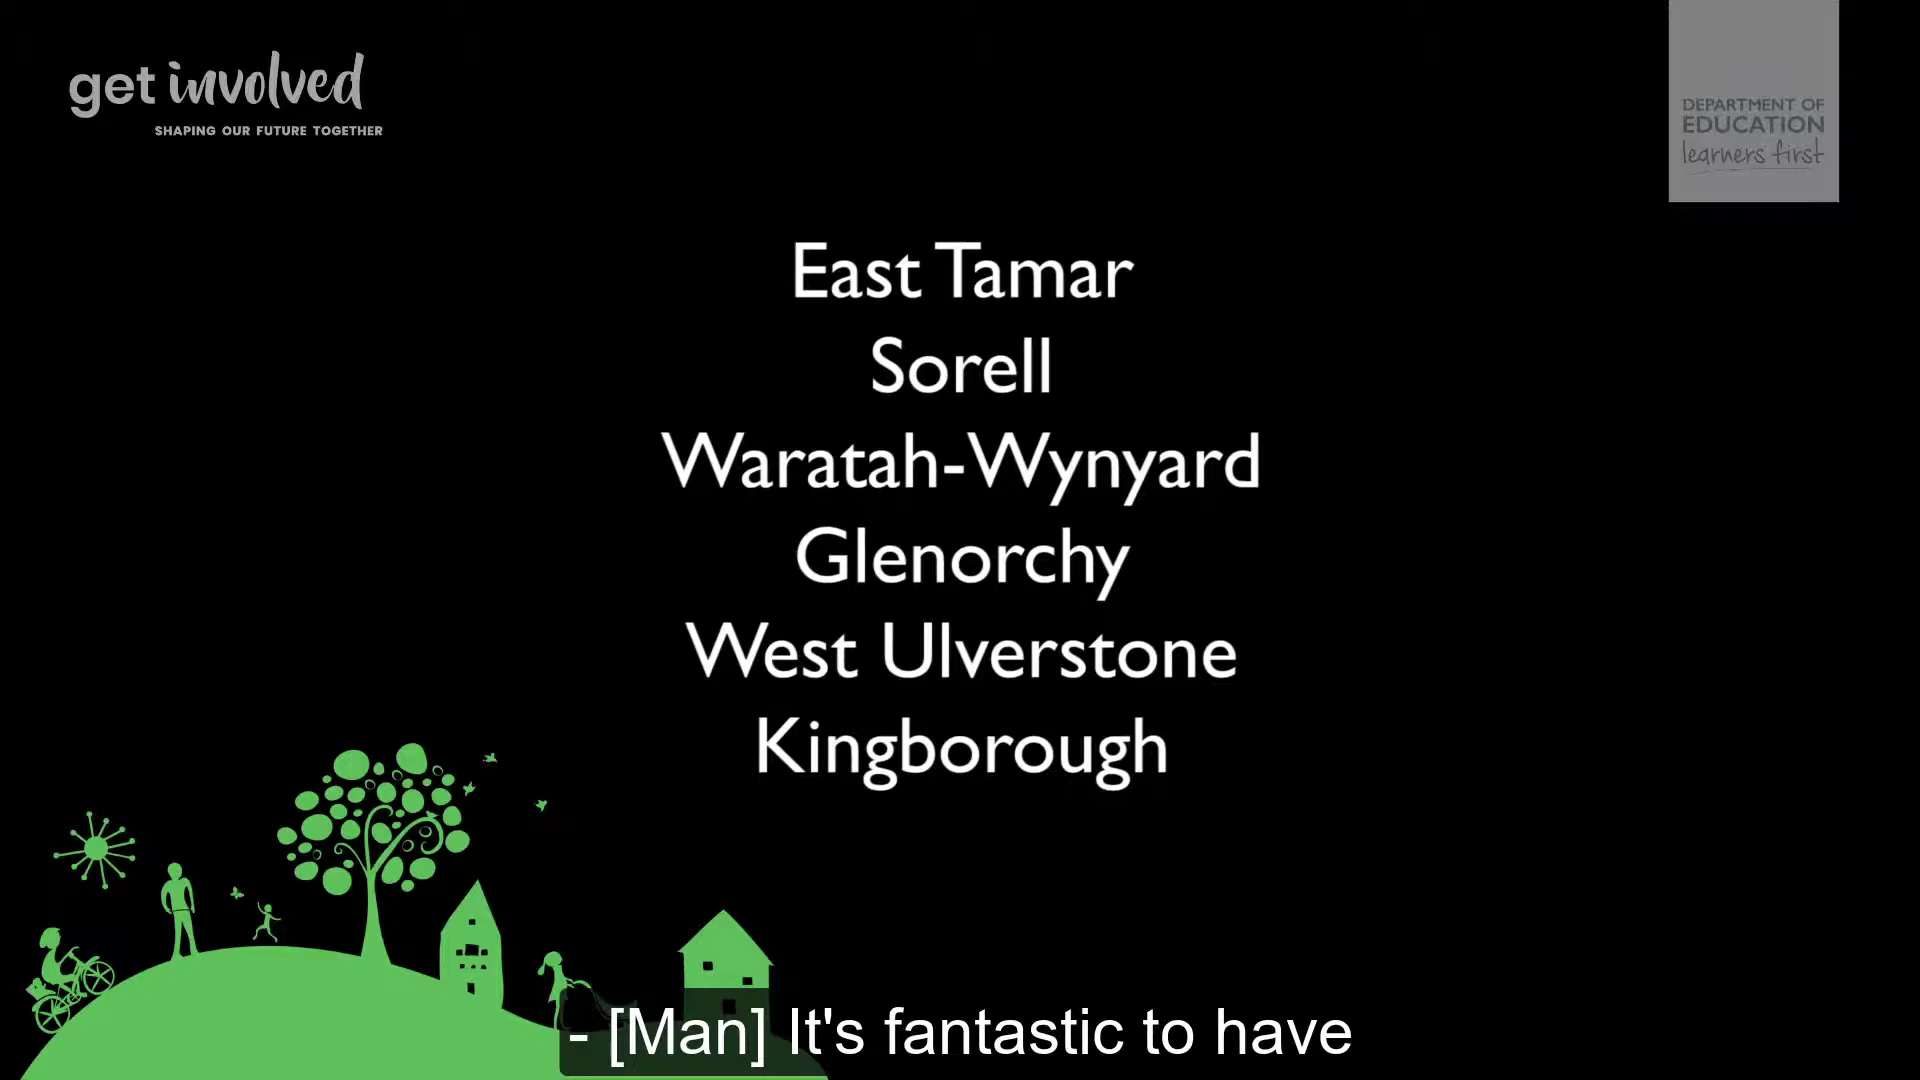 get involved
SHAPING OUR FUTURE TOGETHER
DEPARTMENT OF
EDUCATION
learners first
East Tamar
Sorell
Waratah-Wynyard
Glenorchy
West Ulverstone
Kingborough
- [Man] It's fantastic to have